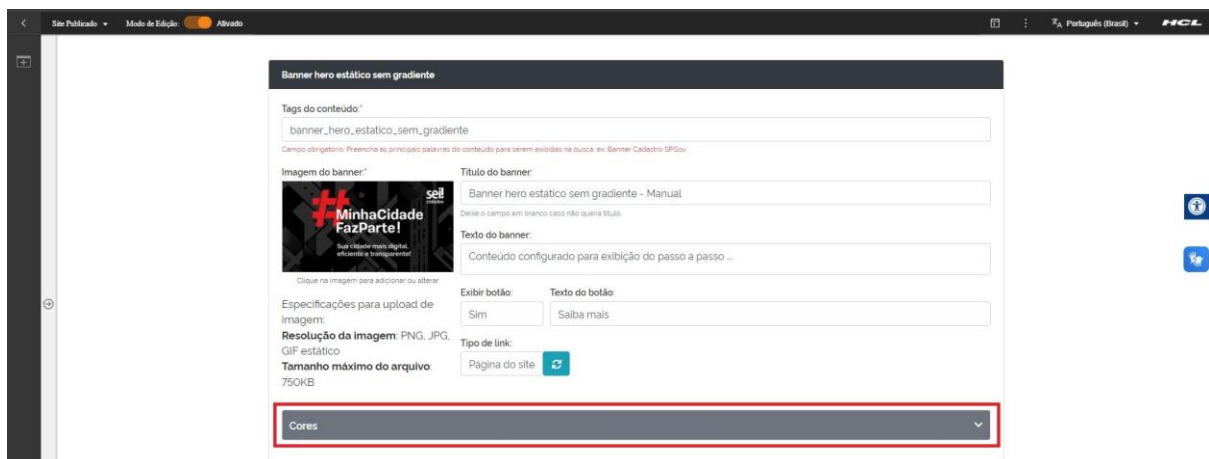 Site Publicado
Modo de Edição:
Ativado
Português (Brasil)
HCL
Banner hero estático sem gradiente
Tags do conteúdo:*
banner_hero_estatico_sem_gradiente
Campo obrigatório. Preencha as principais palavras do conteúdo para serem exibidas na busca. ex: Banner Cadastro SPGov
Imagem do banner:*
Título do banner:
sei!
cidades
#MinhaCidade
FazParte!
Sua cidade mais digital,
eficiente e transparente!
Banner hero estático sem gradiente - Manual
Deixe o campo em branco caso não queira título.
Texto do banner:
Conteúdo configurado para exibição do passo a passo ...
Clique na imagem para adicionar ou alterar
Exibir botão:
Texto do botão:
Sim
Saiba mais
Especificações para upload de
imagem:
Resolução da imagem: PNG, JPG,
GIF estático
Tamanho máximo do arquivo:
750KB
Tipo de link:
Página do site
Cores